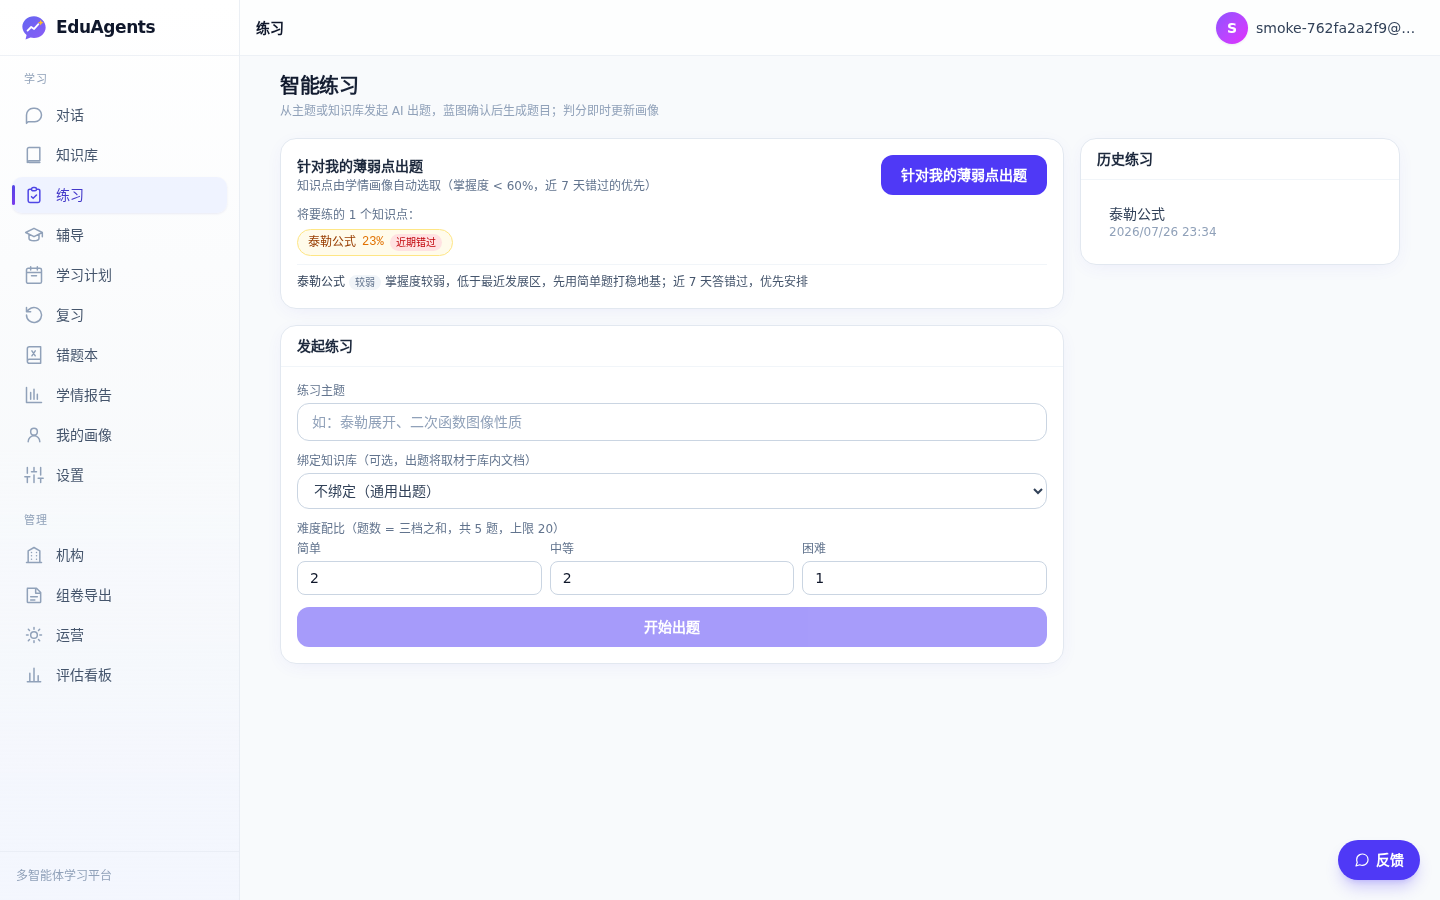 EduAgents
学习
对话
知识库
练习
辅导
学习计划
复习
错题本
学情报告
我的画像
设置
管理
机构
组卷导出
运营
评估看板
多智能体学习平台
练习
S
smoke-762fa2a2f9@...
智能练习
从主题或知识库发起 AI 出题，蓝图确认后生成题目；判分即时更新画像
针对我的薄弱点出题
知识点由学情画像自动选取（掌握度 < 60%，近 7 天错过的优先）
针对我的薄弱点出题
将要练的 1 个知识点：
泰勒公式 23% 近期错过
泰勒公式 较弱 掌握度较弱，低于最近发展区，先用简单题打稳地基；近 7 天答错过，优先安排
发起练习
练习主题
如：泰勒展开、二次函数图像性质
绑定知识库（可选，出题将取材于库内文档）
不绑定（通用出题）
难度配比（题数 = 三档之和，共 5 题，上限 20）
简单 中等 困难
2 2 1
开始出题
历史练习
泰勒公式
2026/07/26 23:34
反馈